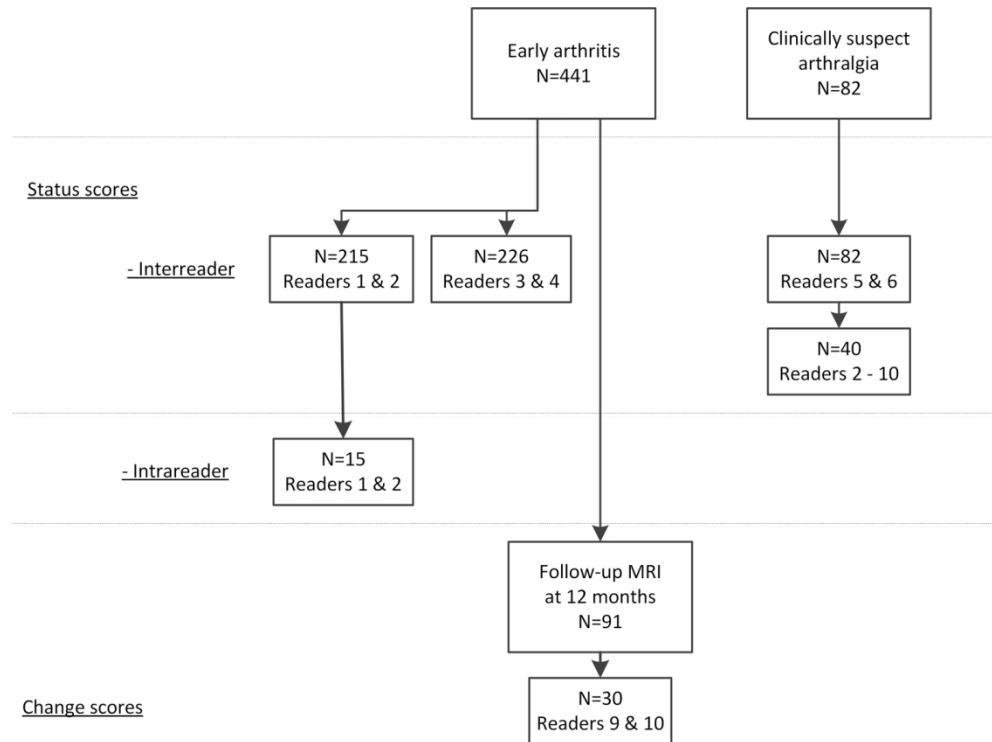 Early arthritis
N=441
Clinically suspect
arthralgia
N=82
Status scores
- Interreader
N=215
Readers 1 & 2
N=226
Readers 3 & 4
N=82
Readers 5 & 6
N=40
Readers 2 - 10
- Intrareader
N=15
Readers 1 & 2
Follow-up MRI
at 12 months
N=91
Change scores
N=30
Readers 9 & 10